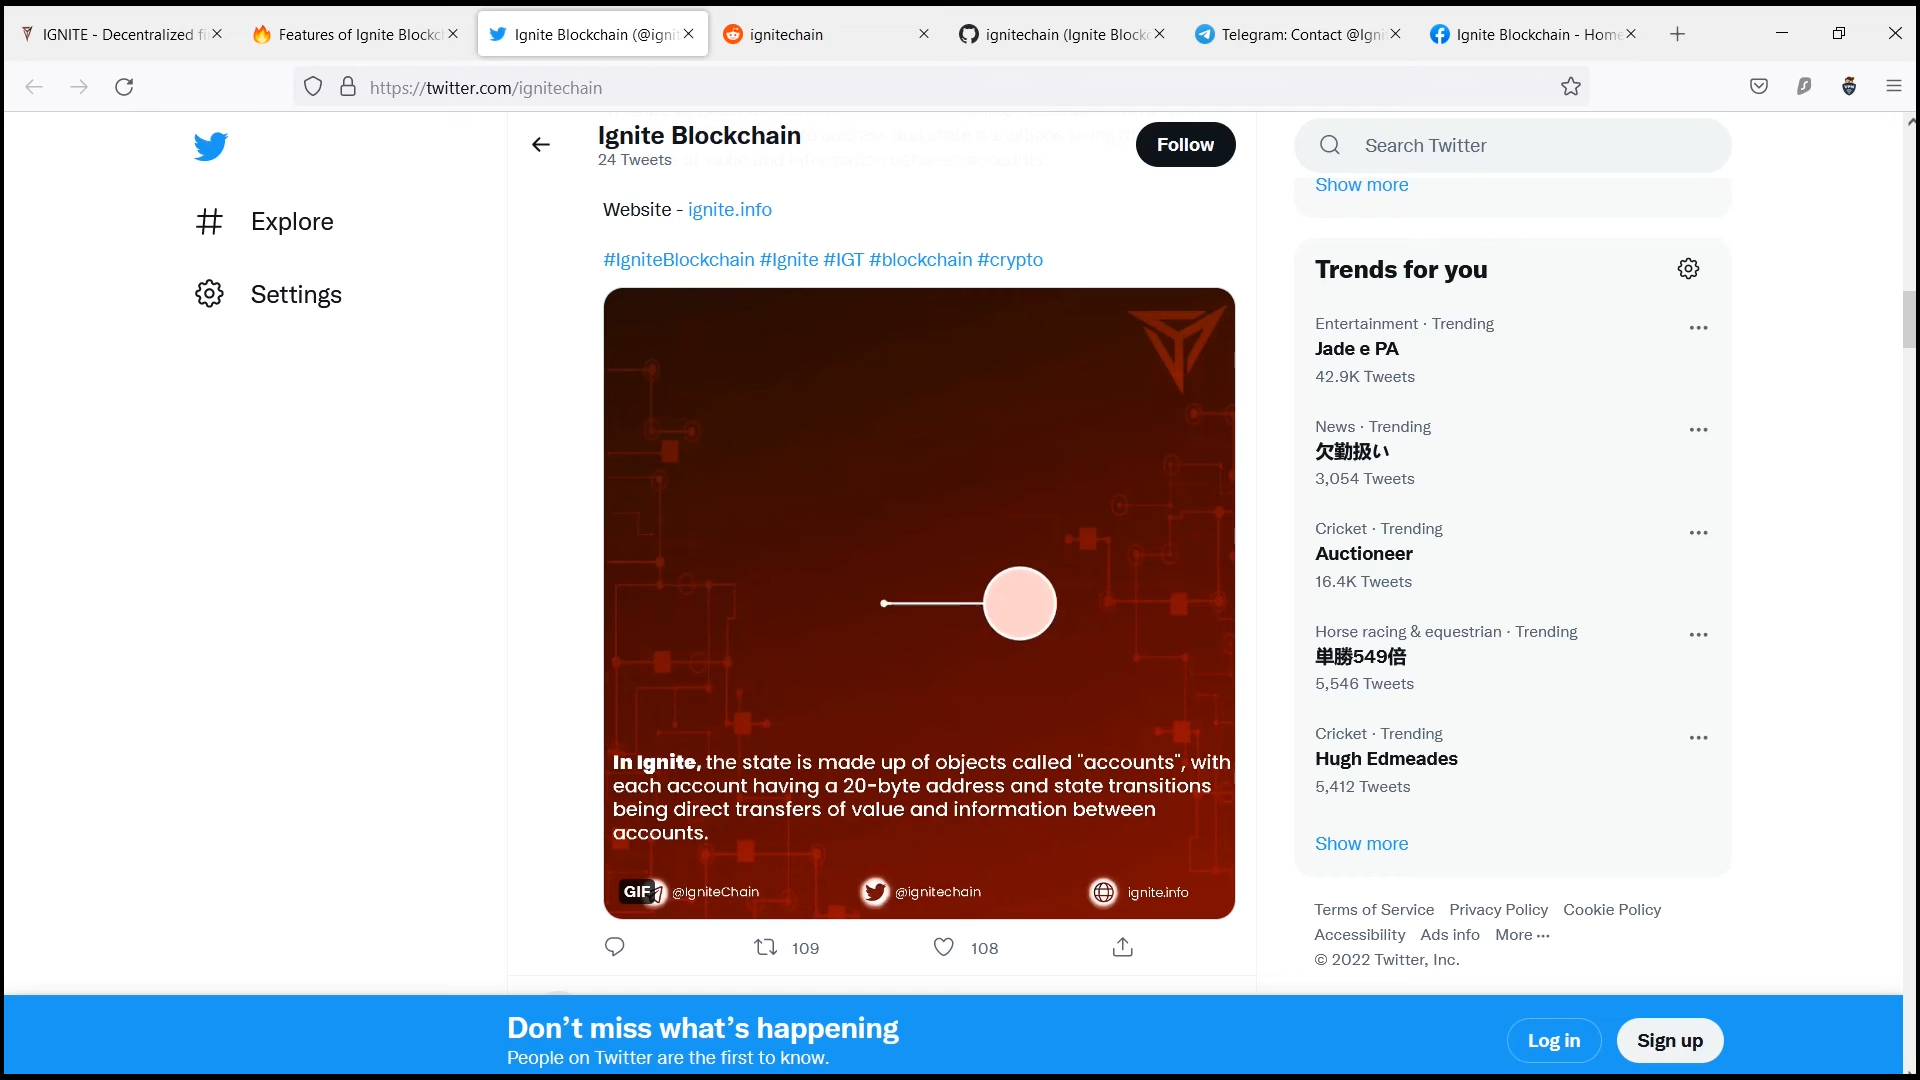 IGNITE - Decentralized fi
Features of Ignite Blockc
Ignite Blockchain (@ignit
ignitechain
ignitechain (Ignite Blockc
Telegram: Contact @Igni
Ignite Blockchain - Home
https://twitter.com/ignitechain
Explore
Settings
Ignite Blockchain
24 Tweets
Follow
Website - ignite.info
#IgniteBlockchain #Ignite #IGT #blockchain #crypto
In Ignite, the state is made up of objects called "accounts", with
each account having a 20-byte address and state transitions
being direct transfers of value and information between
accounts.
GIF
@IgniteChain
@ignitechain
ignite.info
109
108
Search Twitter
Show more
Trends for you
Entertainment · Trending
Jade e PA
42.9K Tweets
News · Trending
欠勤扱い
3,054 Tweets
Cricket · Trending
Auctioneer
16.4K Tweets
Horse racing & equestrian · Trending
単勝549倍
5,546 Tweets
Cricket · Trending
Hugh Edmeades
5,412 Tweets
Show more
Terms of Service Privacy Policy Cookie Policy
Accessibility Ads info More ···
© 2022 Twitter, Inc.
Don’t miss what’s happening
People on Twitter are the first to know.
Log in
Sign up